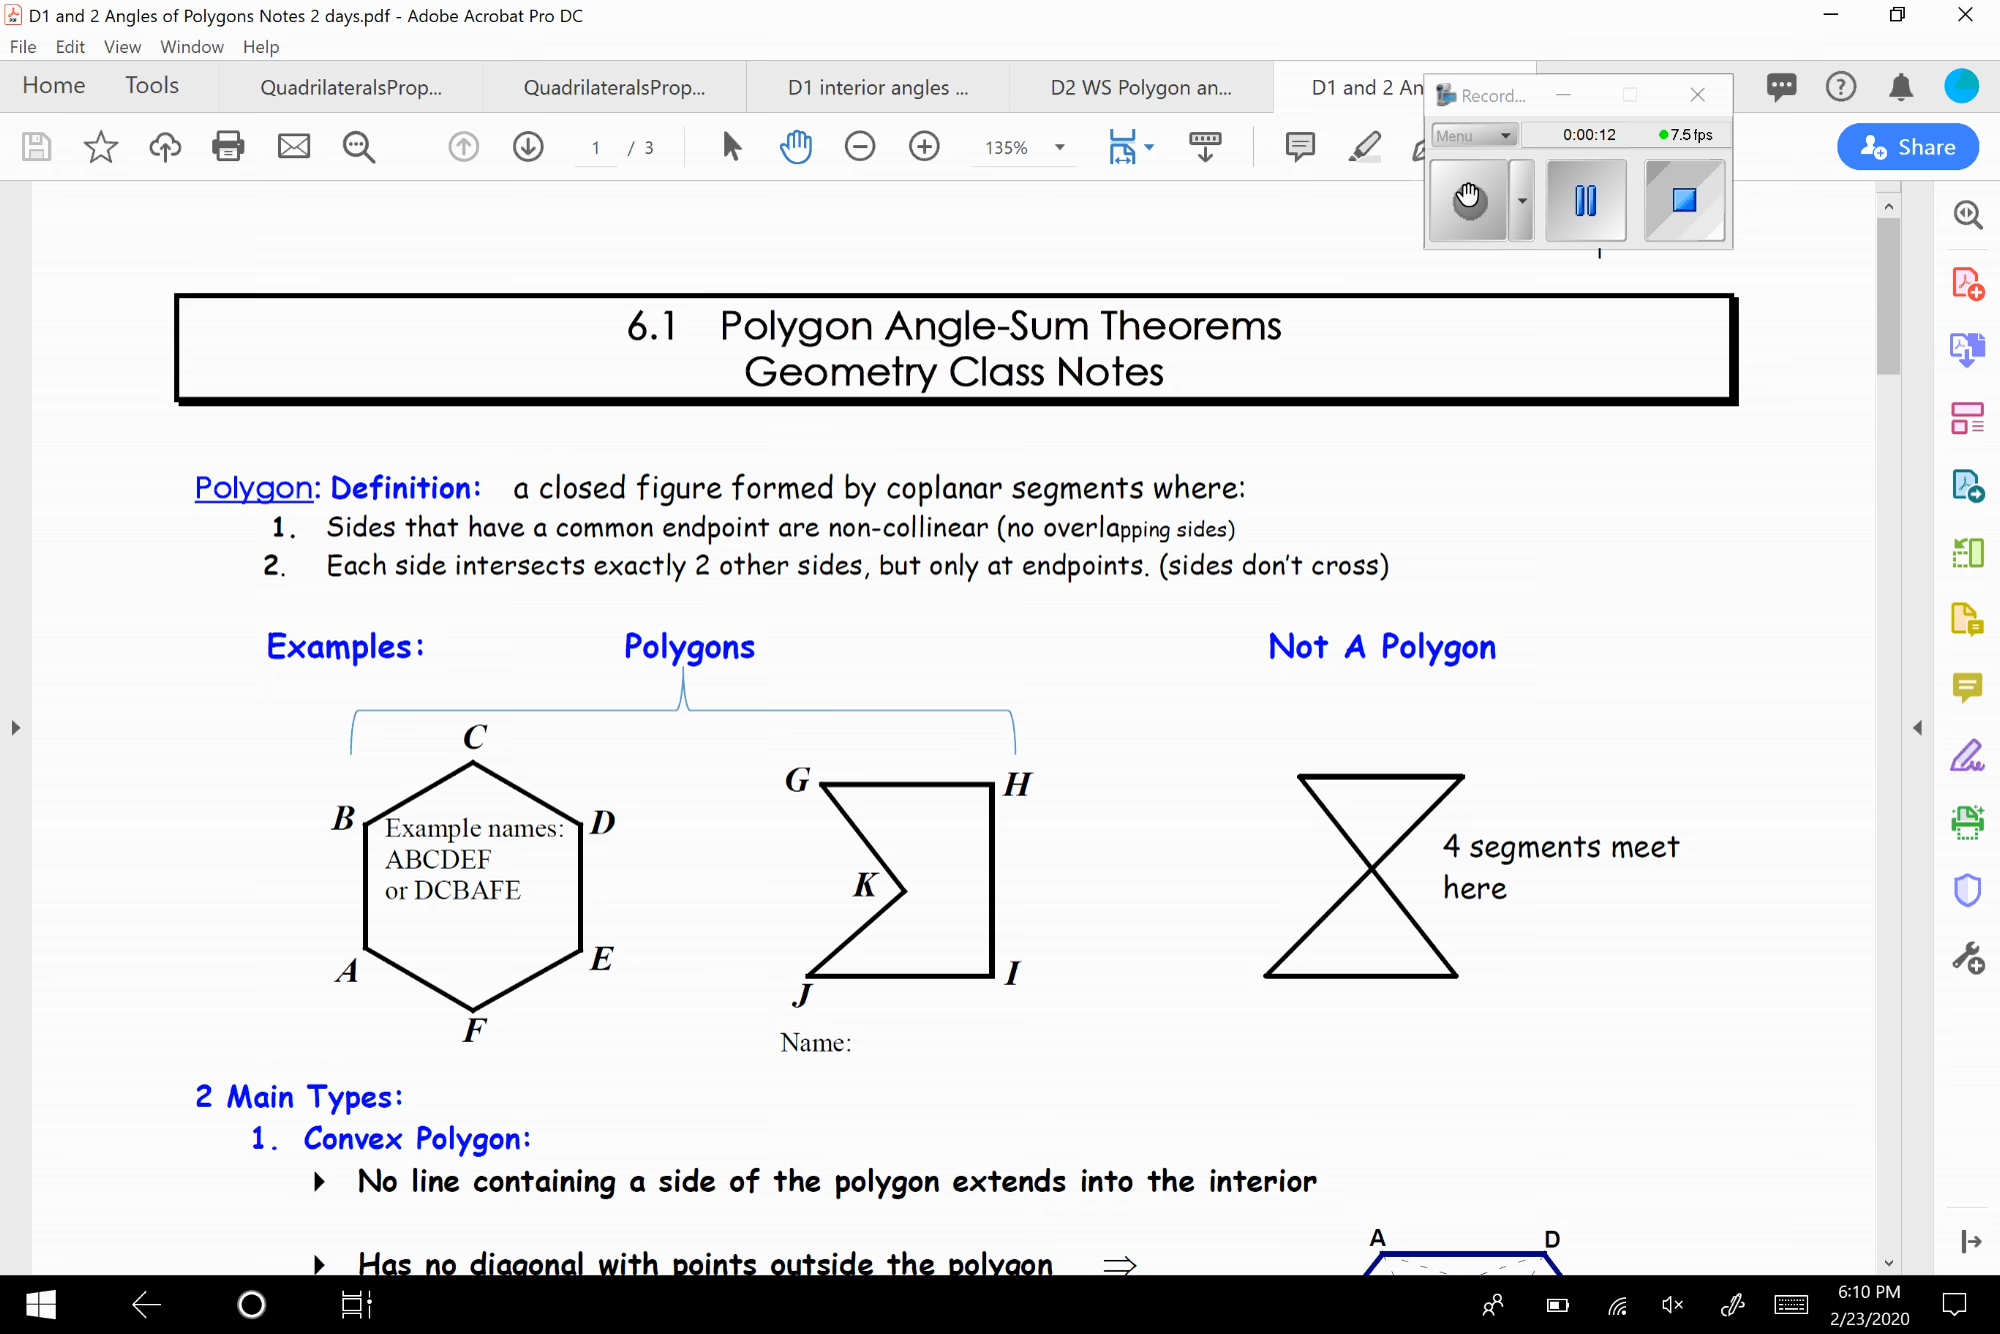 D1 and 2 Angles of Polygons Notes 2 days.pdf - Adobe Acrobat Pro DC
File Edit View Window Help
Home Tools QuadrilateralsProp... QuadrilateralsProp... D1 interior angles ... D2 WS Polygon an... D1 and 2 An
Record...
Menu 0:00:12 7.5 fps
1 / 3 135% Share
6.1 Polygon Angle-Sum Theorems
Geometry Class Notes
Polygon: Definition: a closed figure formed by coplanar segments where:
1. Sides that have a common endpoint are non-collinear (no overlapping sides)
2. Each side intersects exactly 2 other sides, but only at endpoints. (sides don't cross)
Examples: Polygons Not A Polygon
C
G H
B D
Example names:
ABCDEF
or DCBAFE
K
4 segments meet
here
A E
J I
F
Name:
2 Main Types:
1. Convex Polygon:
No line containing a side of the polygon extends into the interior
A D
Has no diagonal with points outside the polygon ⇒
6:10 PM
2/23/2020